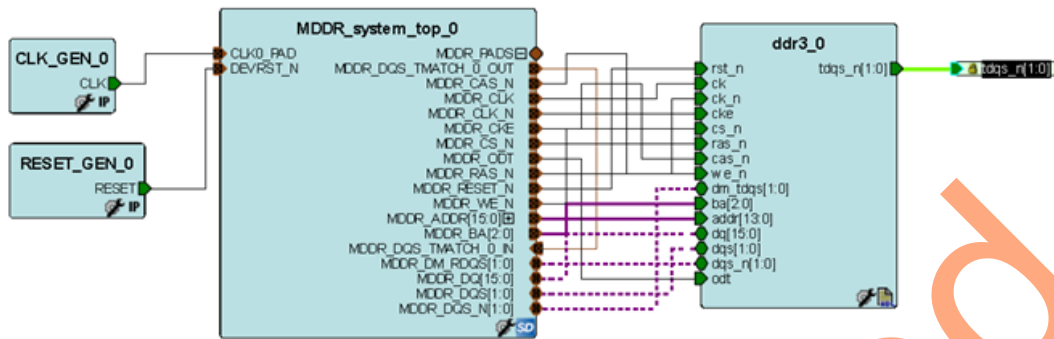 CLK_GEN_0
CLK
IP
RESET_GEN_0
RESET
IP
MDDR_system_top_0
CLK0_PAD
DEVRST_N
MDDR_PADS
MDDR_DQS_TMATCH_0_OUT
MDDR_CAS_N
MDDR_CLK
MDDR_CLK_N
MDDR_CKE
MDDR_CS_N
MDDR_ODT
MDDR_RAS_N
MDDR_RESET_N
MDDR_WE_N
MDDR_ADDR[15:0]
MDDR_BA[2:0]
MDDR_DQS_TMATCH_0_IN
MDDR_DM_RDQS[1:0]
MDDR_DQ[15:0]
MDDR_DQS[1:0]
MDDR_DQS_N[1:0]
SD
ddr3_0
rst_n
ck
ck_n
cke
cs_n
ras_n
cas_n
we_n
dm_tdqs[1:0]
ba[2:0]
addr[13:0]
dq[15:0]
dqs[1:0]
dqs_n[1:0]
odt
tdqs_n[1:0]
tdqs_n[1:0]